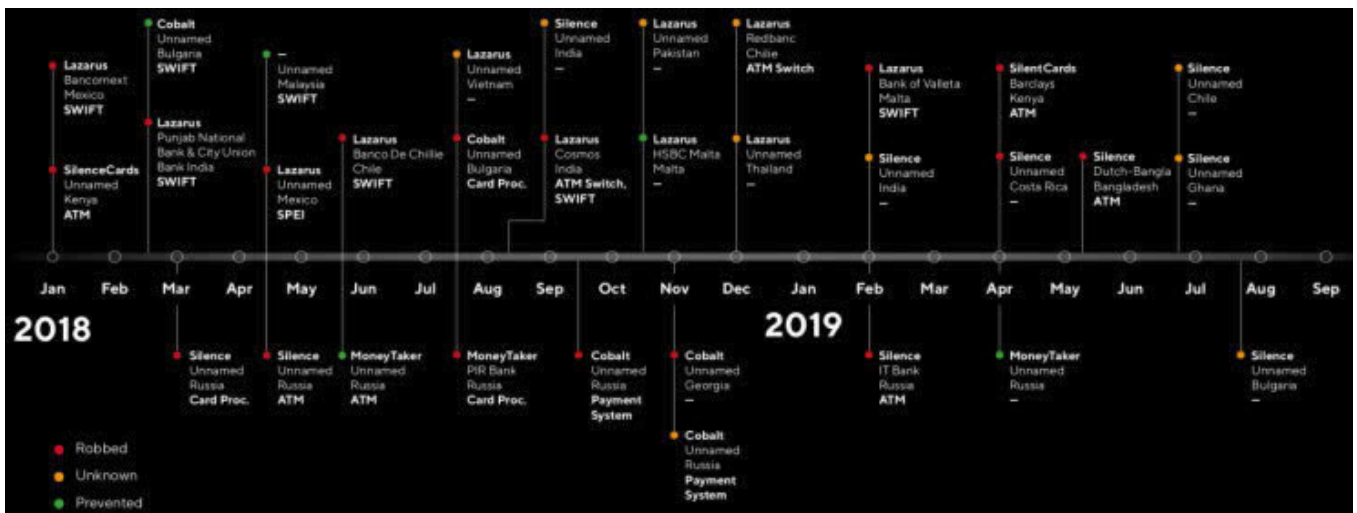 Cobalt
Unnamed
Bulgaria
SWIFT
Lazarus
Bancomext
Mexico
SWIFT
Lazarus
Punjab National
Bank & City Union
Bank India
SWIFT
SilenceCards
Unnamed
Kenya
ATM
—
Unnamed
Malaysia
SWIFT
Lazarus
Unnamed
Mexico
SPEI
Lazarus
Banco De Chillie
Chile
SWIFT
Lazarus
Unnamed
Vietnam
—
Cobalt
Unnamed
Bulgaria
Card Proc.
Silence
Unnamed
India
—
Lazarus
Cosmos
India
ATM Switch,
SWIFT
Lazarus
Unnamed
Pakistan
—
Lazarus
HSBC Malta
Malta
—
Lazarus
Redbanc
Chile
ATM Switch
Lazarus
Unnamed
Thailand
—
Lazarus
Bank of Valleta
Malta
SWIFT
Silence
Unnamed
India
—
SilentCards
Barclays
Kenya
ATM
Silence
Unnamed
Costa Rica
—
Silence
Dutch-Bangla
Bangladesh
ATM
Silence
Unnamed
Chile
—
Silence
Unnamed
Ghana
—
Jan Feb Mar Apr May Jun Jul Aug Sep Oct Nov Dec Jan Feb Mar Apr May Jun Jul Aug Sep
2018 2019
Silence
Unnamed
Russia
Card Proc.
Silence
Unnamed
Russia
ATM
MoneyTaker
Unnamed
Russia
ATM
MoneyTaker
PIR Bank
Russia
Card Proc.
Cobalt
Unnamed
Russia
Payment
System
Cobalt
Unnamed
Georgia
—
Cobalt
Unnamed
Russia
Payment
System
Silence
IT Bank
Russia
ATM
MoneyTaker
Unnamed
Russia
—
Silence
Unnamed
Bulgaria
—
Robbed
Unknown
Prevented